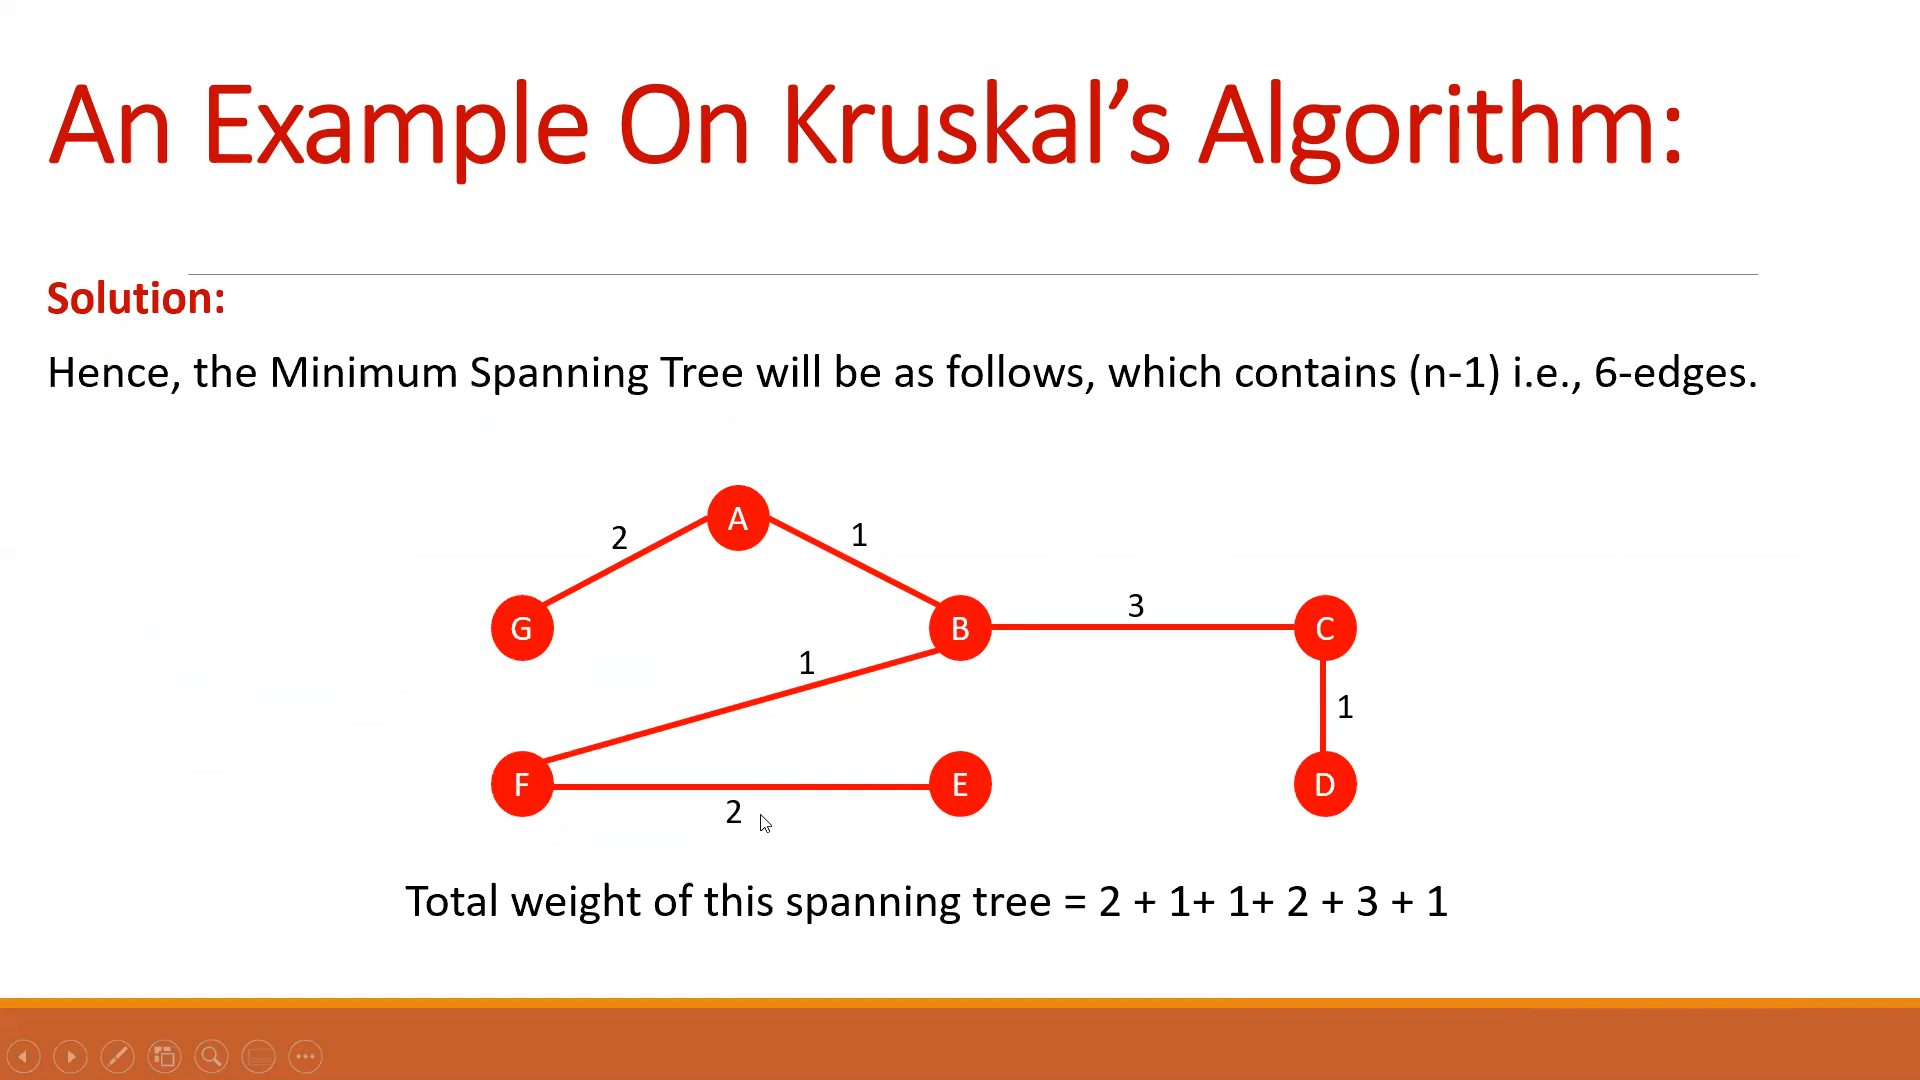 An Example On Kruskal’s Algorithm:
Solution:
Hence, the Minimum Spanning Tree will be as follows, which contains (n-1) i.e., 6-edges.
A
2
1
3
G
B
C
1
1
F
E
D
2
Total weight of this spanning tree = 2 + 1+ 1+ 2 + 3 + 1